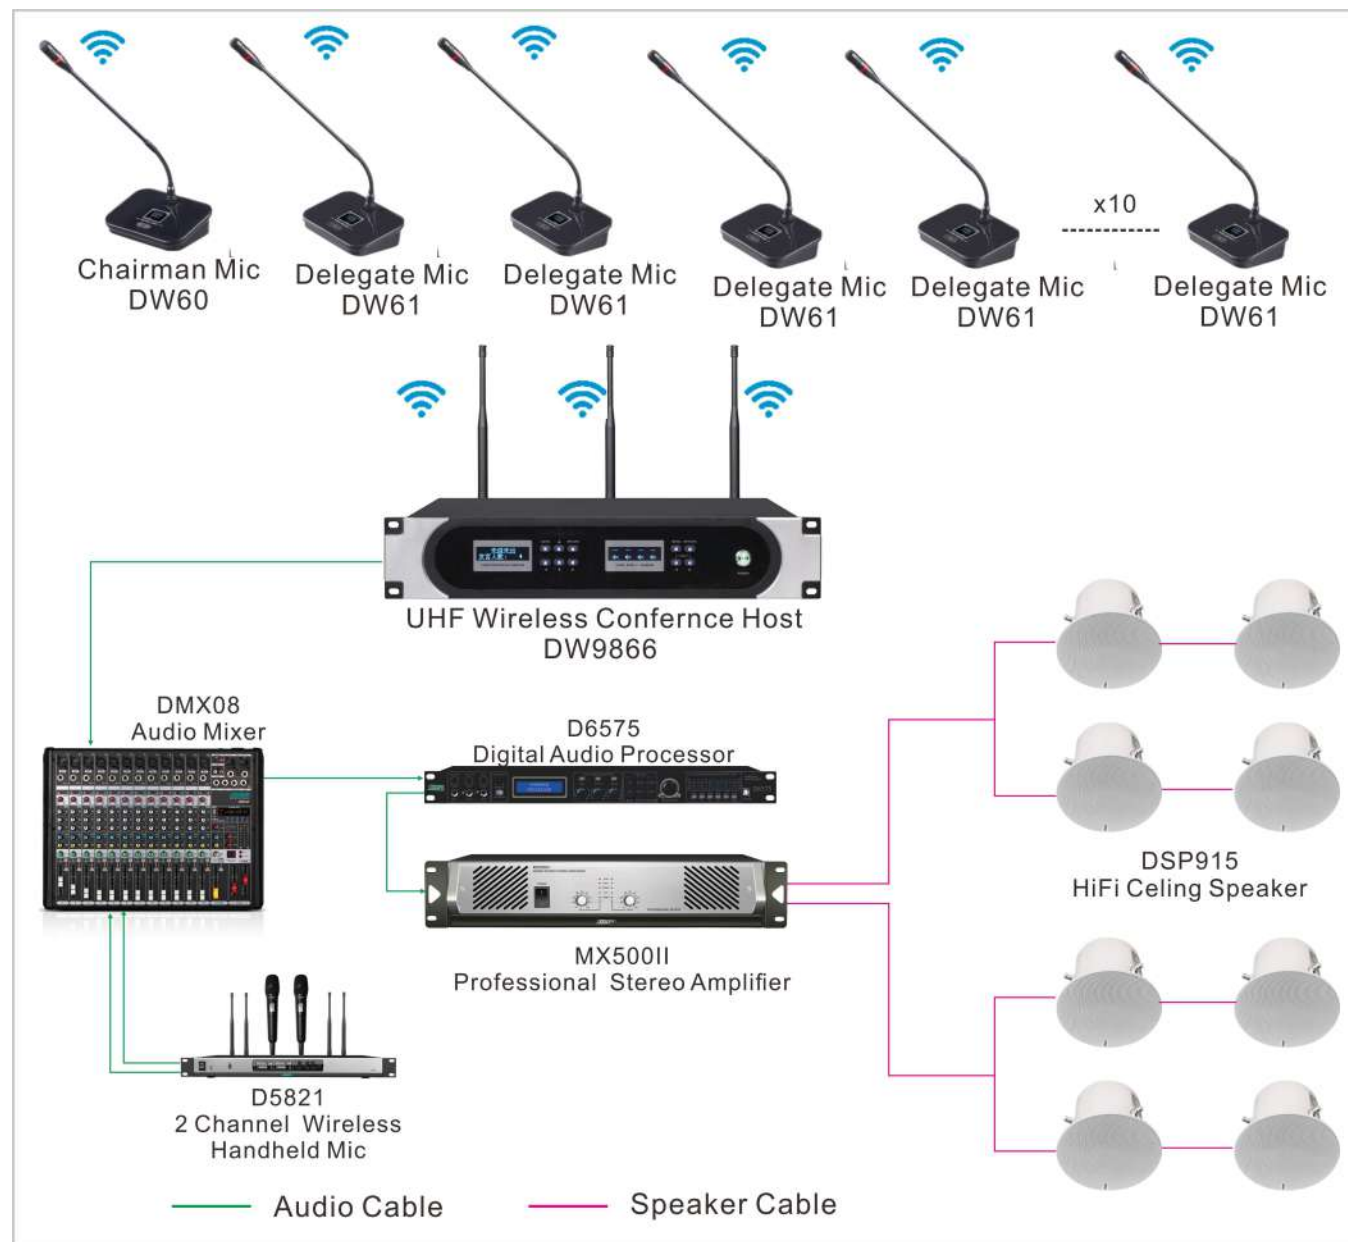 x10
Chairman Mic
DW60
Delegate Mic
DW61
Delegate Mic
DW61
Delegate Mic
DW61
Delegate Mic
DW61
Delegate Mic
DW61
UHF Wireless Confernce Host
DW9866
DMX08
Audio Mixer
D6575
Digital Audio Processor
DSP915
HiFi Celing Speaker
MX500II
Professional Stereo Amplifier
D5821
2 Channel Wireless
Handheld Mic
Audio Cable
Speaker Cable